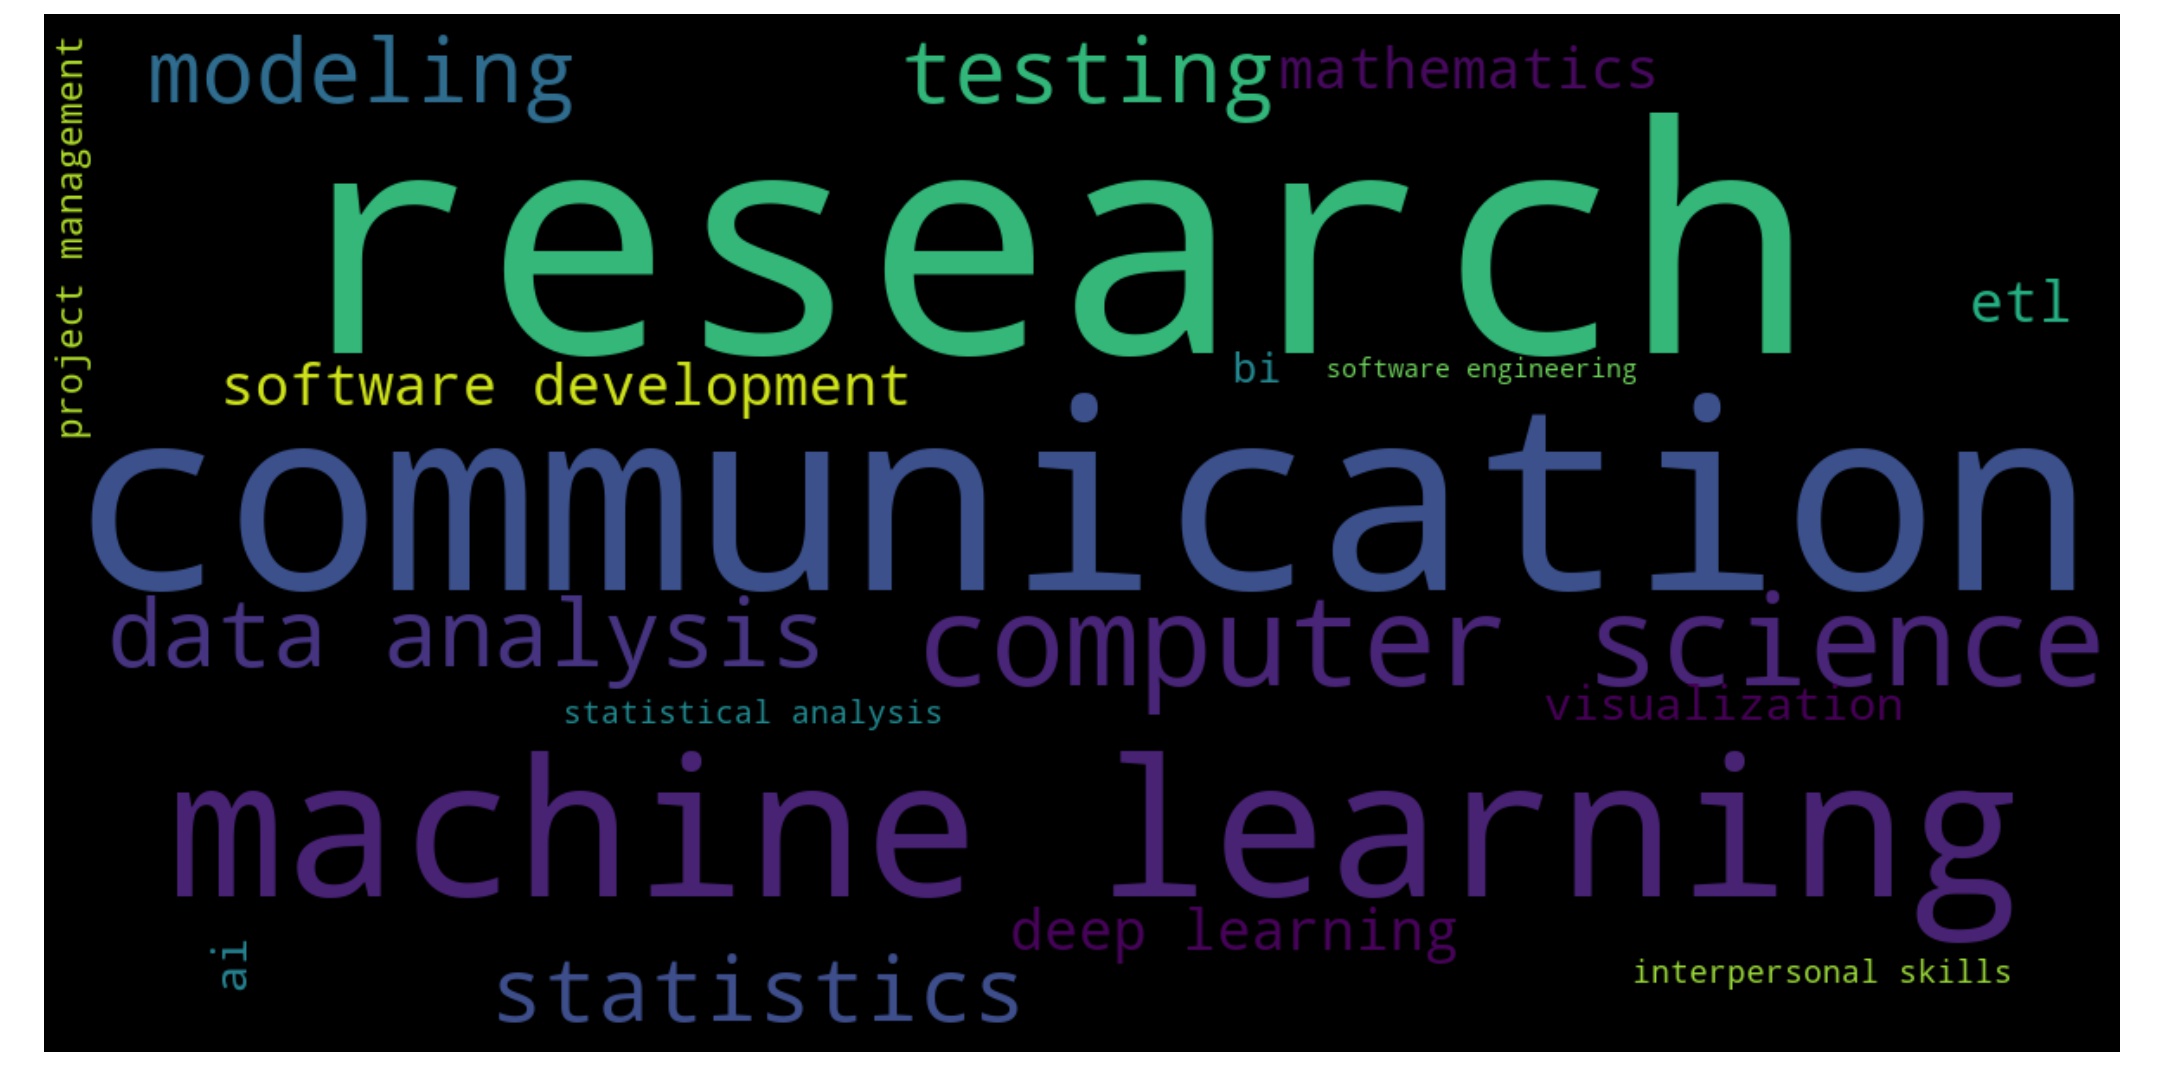 project management
modeling
testing
mathematics
research
etl
software development
bi
software engineering
communication
data analysis
computer science
statistical analysis
visualization
machine learning
deep learning
ai
statistics
interpersonal skills